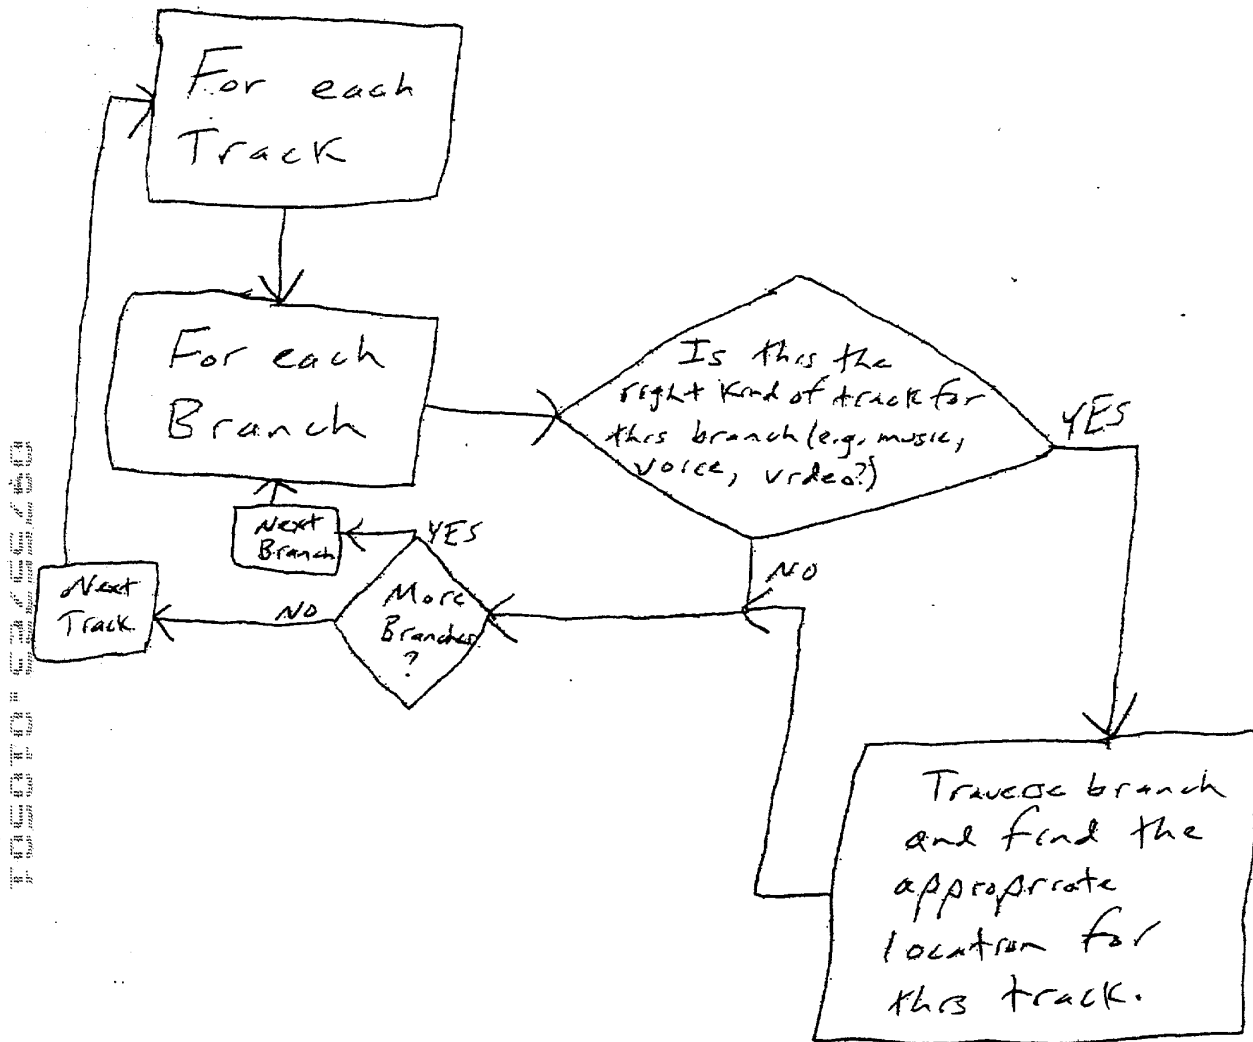 For each
Track
For each
Branch
Is this the
right kind of track for
this branch (e.g., music,
voice, video?)
YES
NO
Next
Branch
YES
More
Branches
?
NO
Next
Track
Traverse branch
and find the
appropriate
location for
this track.